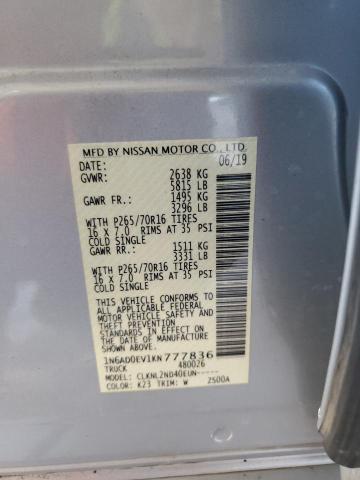 MFD BY NISSAN MOTOR CO.,LTD.
DATE: 06/19
GVWR: 2638 KG
5815 LB
GAWR FR.: 1495 KG
3296 LB
WITH P265/70R16 TIRES
16 x 7.0 RIMS AT 35 PSI
COLD SINGLE
GAWR RR.: 1511 KG
3331 LB
WITH P265/70R16 TIRES
16 x 7.0 RIMS AT 35 PSI
COLD SINGLE
THIS VEHICLE CONFORMS TO
ALL APPLICABLE FEDERAL
MOTOR VEHICLE SAFETY
STANDARDS IN EFFECT ON
THE DATE OF MANUFACTURE
SHOWN ABOVE.
1N6AD0EV1KN777836
TRUCK 480026
MODEL: CLKNL2ND40EUN-----
COLOR: K23 TRIM: W 2500A